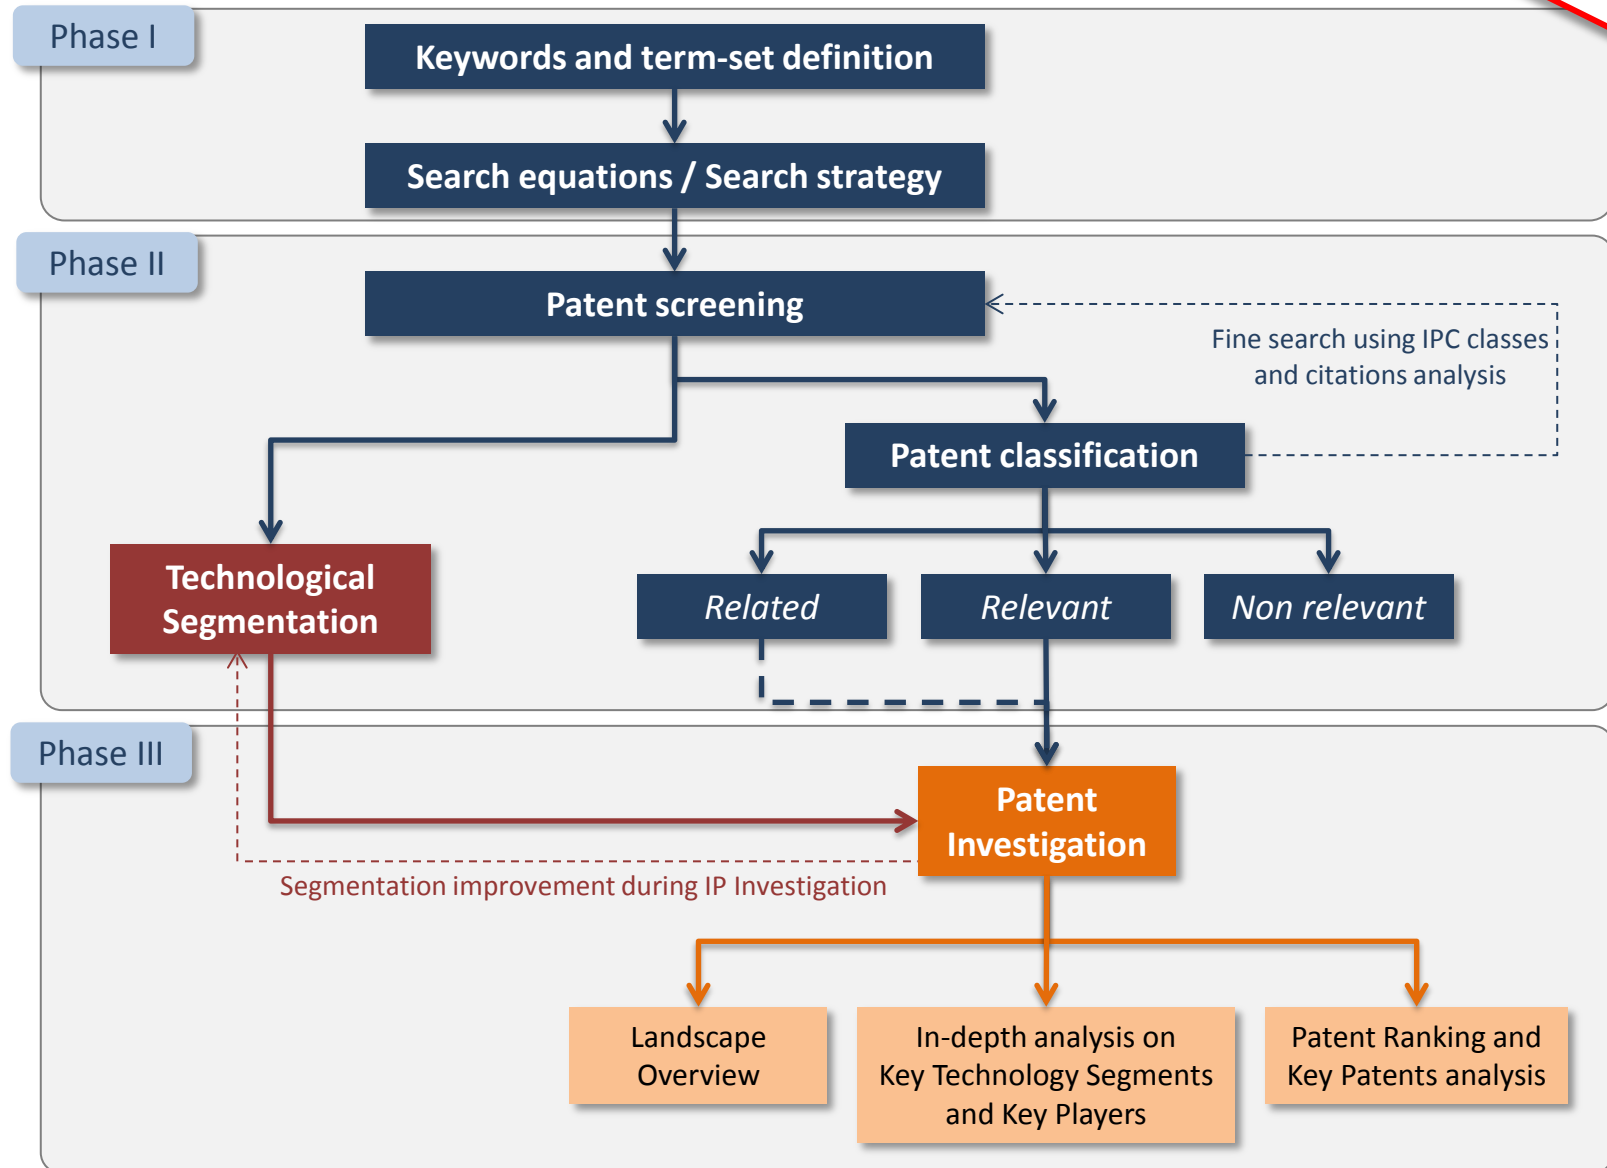 Phase I
Keywords and term-set definition
Search equations / Search strategy
Phase II
Patent screening
Fine search using IPC classes
and citations analysis
Patent classification
Technological
Segmentation
Related
Relevant
Non relevant
Phase III
Patent
Investigation
Segmentation improvement during IP Investigation
Landscape
Overview
In-depth analysis on
Key Technology Segments
and Key Players
Patent Ranking and
Key Patents analysis